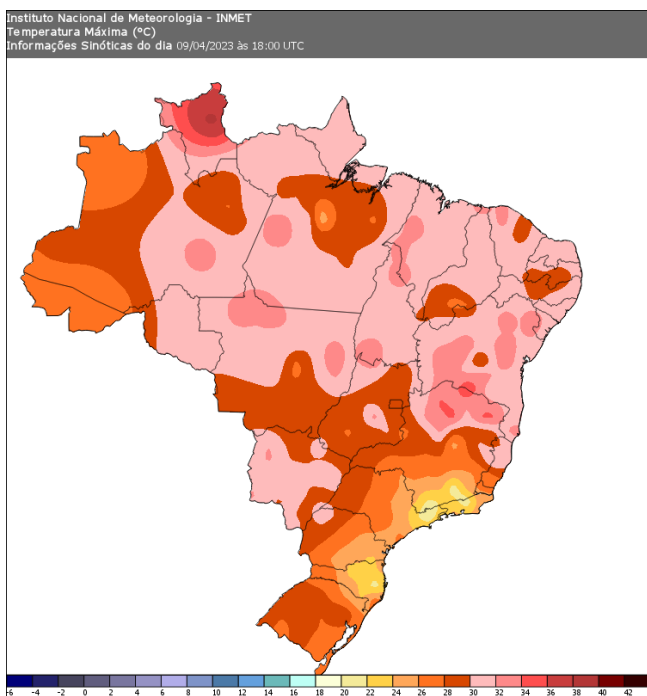 Instituto Nacional de Meteorologia - INMET
Temperatura Máxima (°C)
Informações Sinóticas do dia 09/04/2023 às 18:00 UTC
-6 -4 -2 0 2 4 6 8 10 12 14 16 18 20 22 24 26 28 30 32 34 36 38 40 42